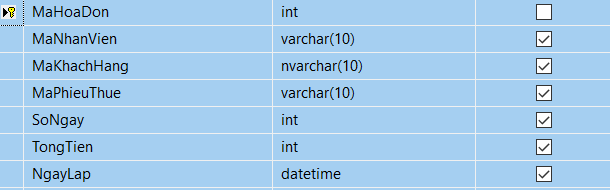 MaHoaDon int
MaNhanVien varchar(10)
MaKhachHang nvarchar(10)
MaPhieuThue varchar(10)
SoNgay int
TongTien int
NgayLap datetime